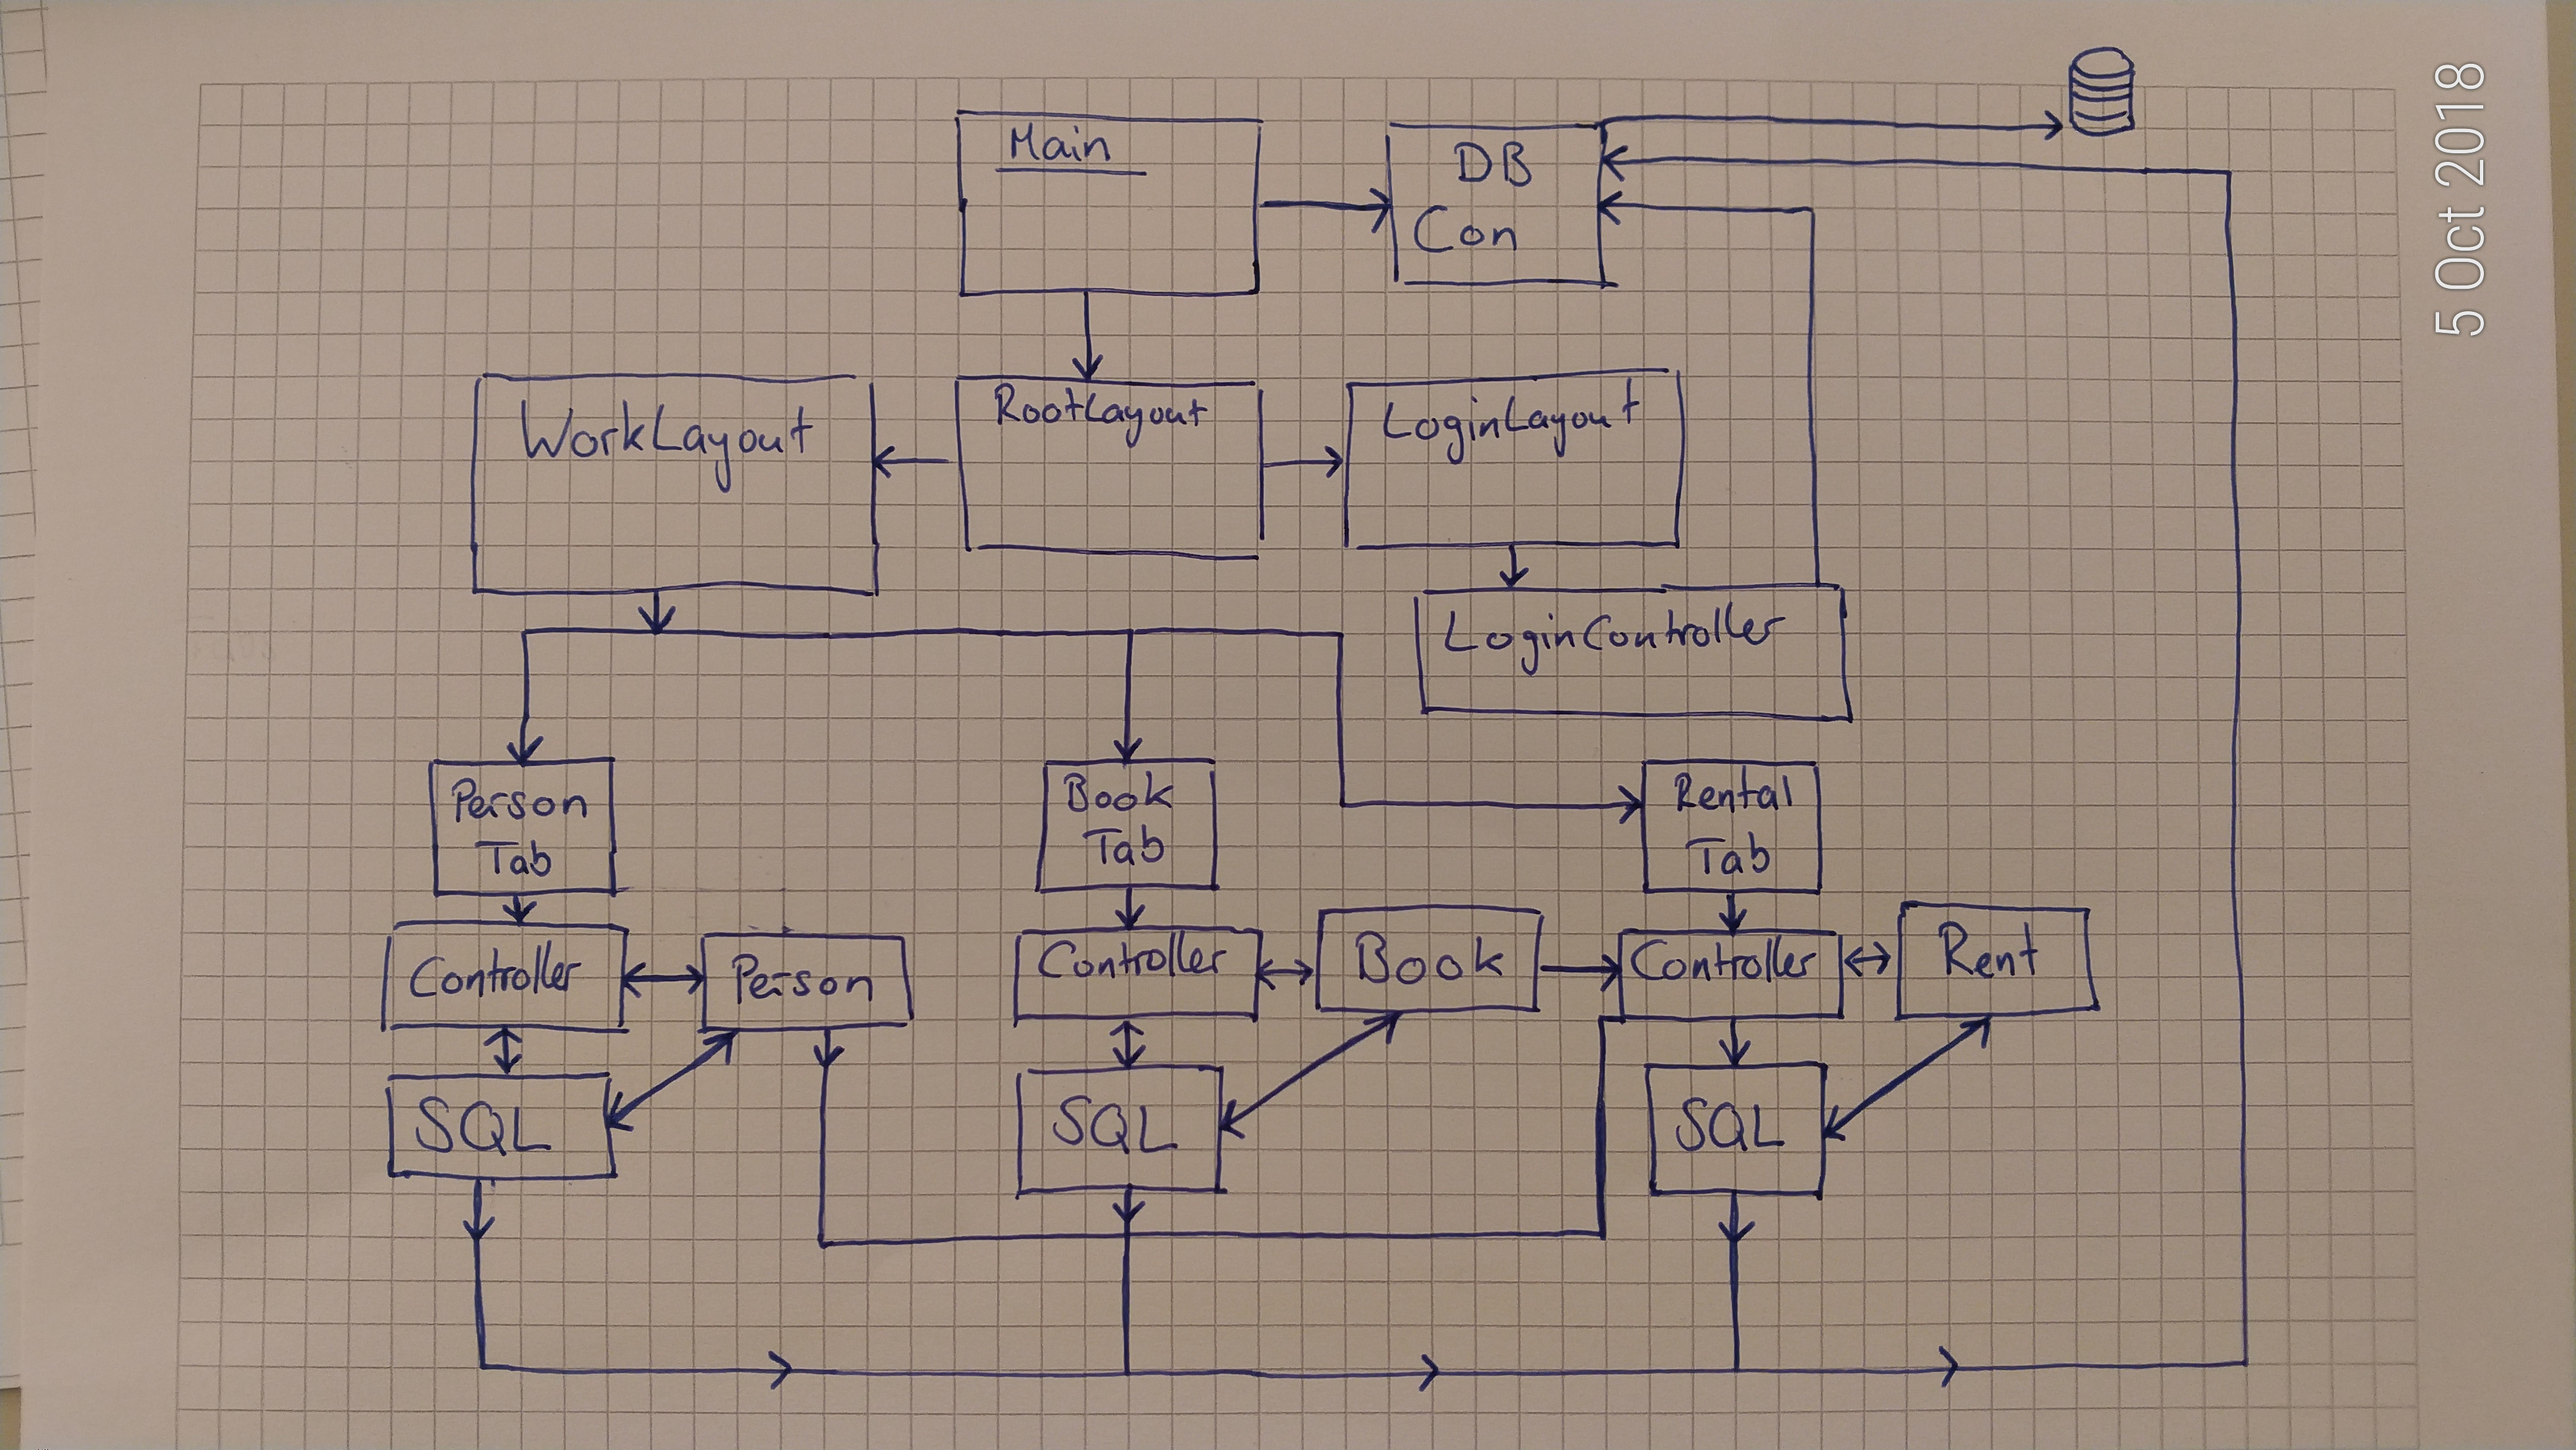 Main
DB
Con
5 Oct 2018
WorkLayout
RootLayout
LoginLayout
LoginController
Person
Tab
Book
Tab
Rental
Tab
Controller
Person
Controller
Book
Controller
Rent
SQL
SQL
SQL